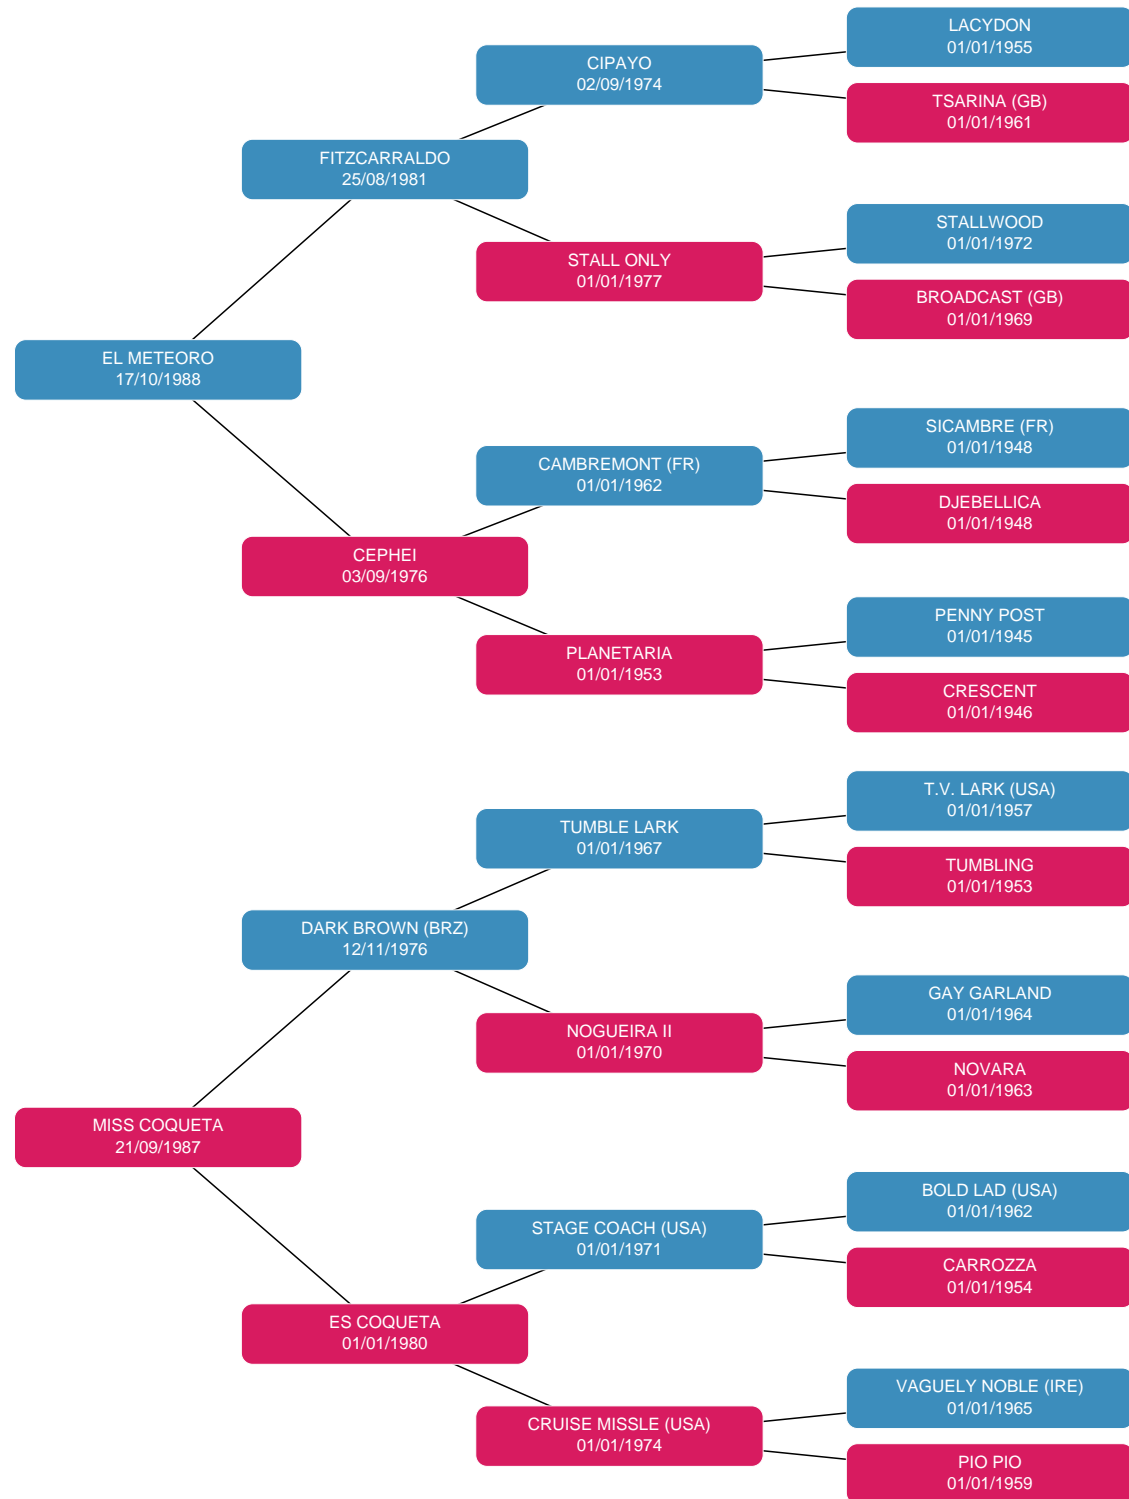 LACYDON
01/01/1955
CIPAYO
02/09/1974
TSARINA (GB)
01/01/1961
FITZCARRALDO
25/08/1981
STALLWOOD
01/01/1972
STALL ONLY
01/01/1977
BROADCAST (GB)
01/01/1969
EL METEORO
17/10/1988
SICAMBRE (FR)
01/01/1948
CAMBREMONT (FR)
01/01/1962
DJEBELLICA
01/01/1948
CEPHEI
03/09/1976
PENNY POST
01/01/1945
PLANETARIA
01/01/1953
CRESCENT
01/01/1946
T.V. LARK (USA)
01/01/1957
TUMBLE LARK
01/01/1967
TUMBLING
01/01/1953
DARK BROWN (BRZ)
12/11/1976
GAY GARLAND
01/01/1964
NOGUEIRA II
01/01/1970
NOVARA
01/01/1963
MISS COQUETA
21/09/1987
BOLD LAD (USA)
01/01/1962
STAGE COACH (USA)
01/01/1971
CARROZZA
01/01/1954
ES COQUETA
01/01/1980
VAGUELY NOBLE (IRE)
01/01/1965
CRUISE MISSLE (USA)
01/01/1974
PIO PIO
01/01/1959